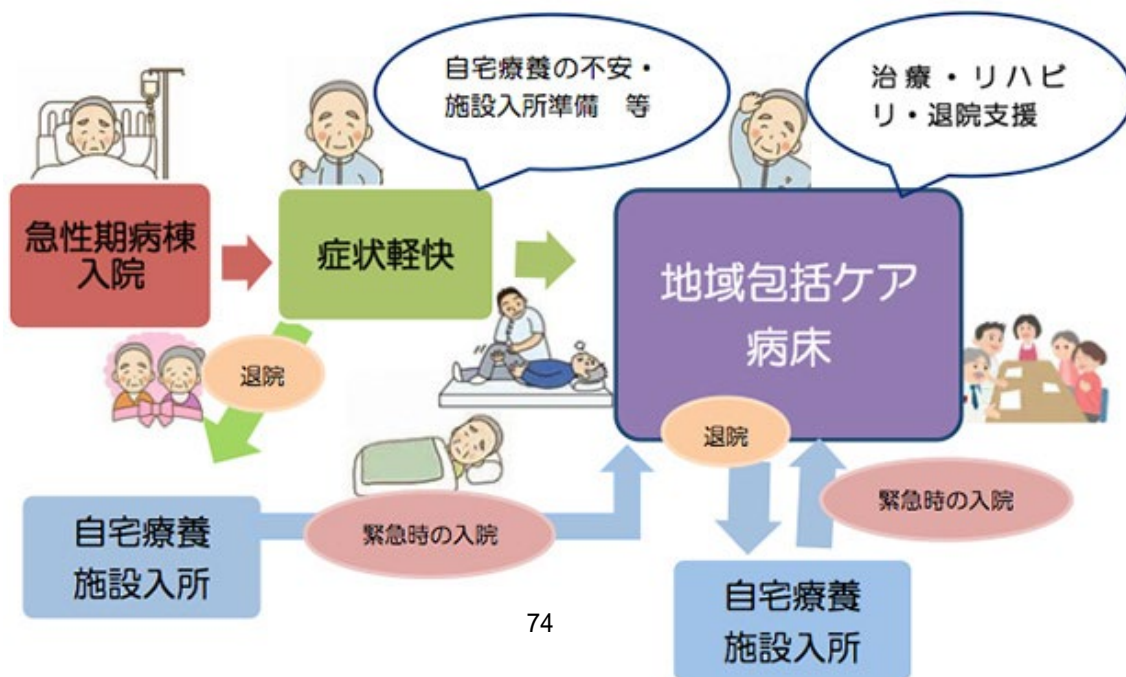 自宅療養の不安・
施設入所準備　等
治療・リハビ
リ・退院支援
急性期病棟
入院
症状軽快
地域包括ケア
病床
退院
退院
緊急時の入院
緊急時の入院
自宅療養
施設入所
自宅療養
施設入所
74